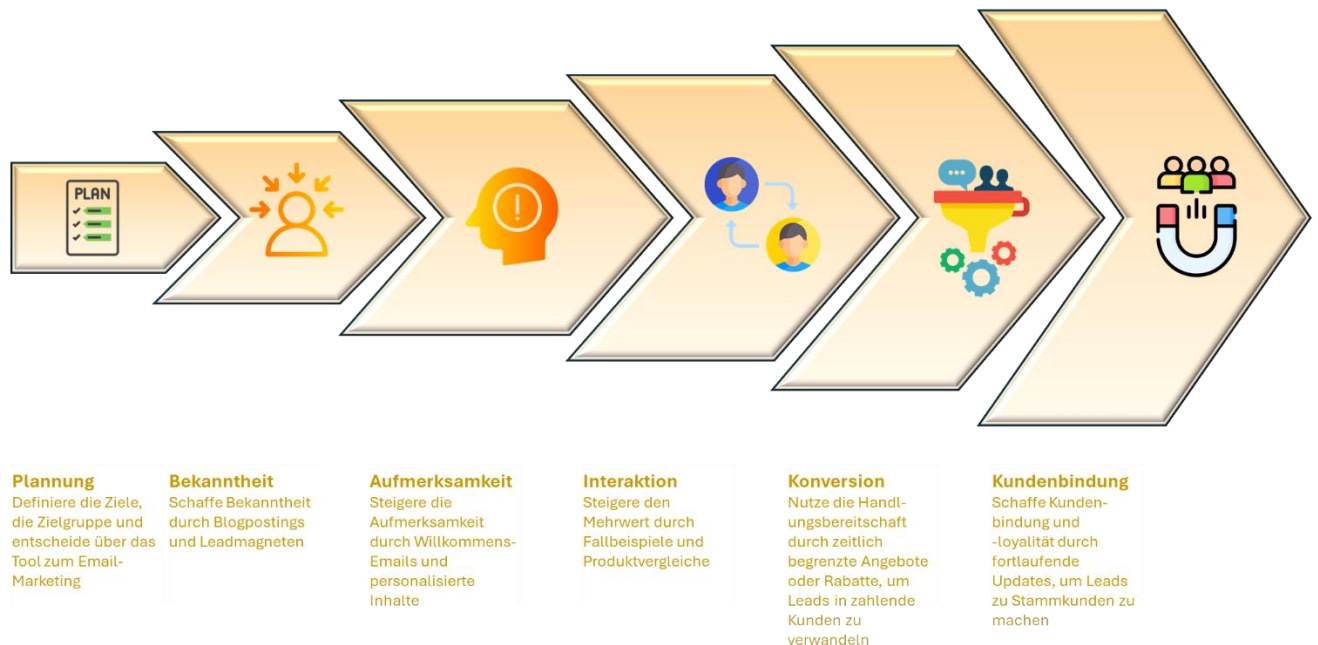 PLAN
Plannung
Definiere die Ziele,
die Zielgruppe und
entscheide über das
Tool zum Email-
Marketing
Bekanntheit
Schaffe Bekanntheit
durch Blogpostings
und Leadmagneten
Aufmerksamkeit
Steigere die
Aufmerksamkeit
durch Willkommens-
Emails und
personalisierte
Inhalte
Interaktion
Steigere den
Mehrwert durch
Fallbeispiele und
Produktvergleiche
Konversion
Nutze die Handl-
ungsbereitschaft
durch zeitlich
begrenzte Angebote
oder Rabatte, um
Leads in zahlende
Kunden zu
verwandeln
Kundenbindung
Schaffe Kunden-
bindung und
-loyalität durch
fortlaufende
Updates, um Leads
zu Stammkunden zu
machen